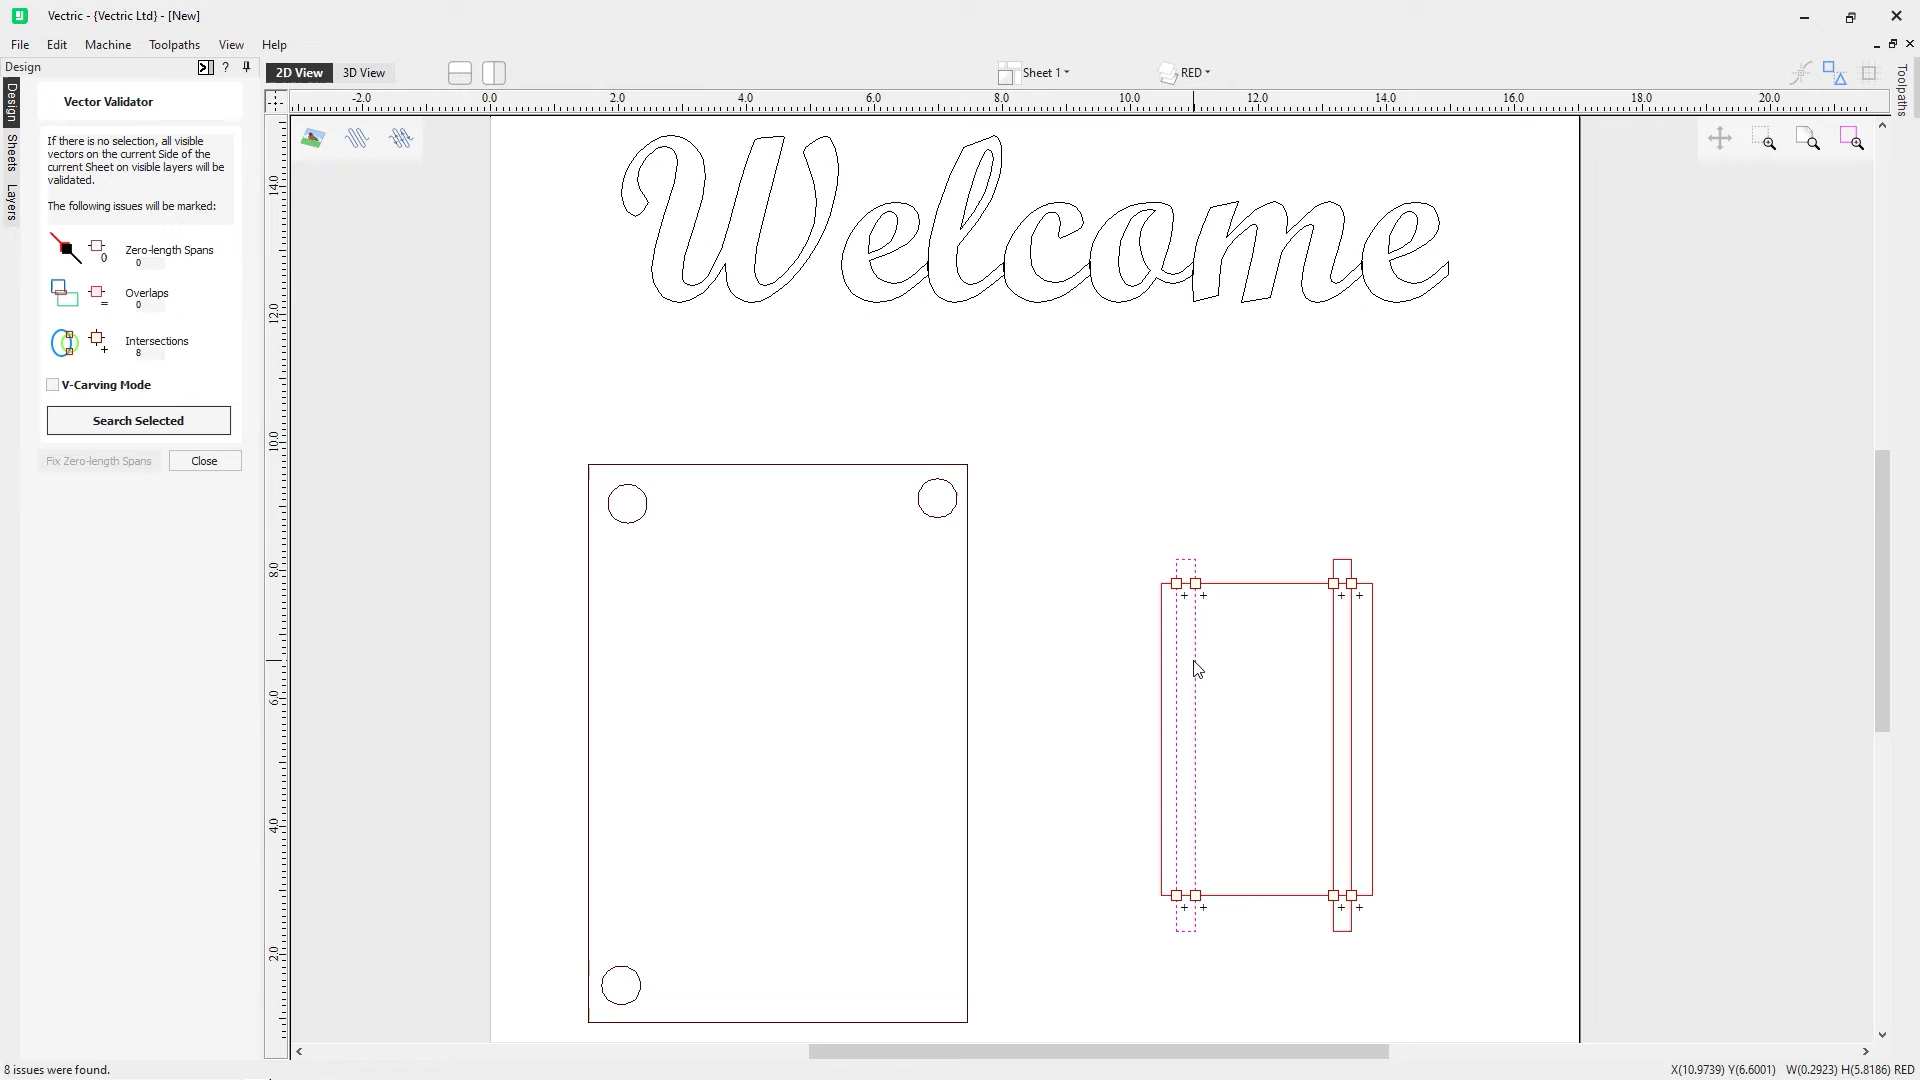 Vectric - {Vectric Ltd} - [New]
File Edit Machine Toolpaths View Help
Design ?
2D View 3D View Sheet 1 RED
Design
Sheets
Layers
Toolpaths
-2.0 0.0 2.0 4.0 6.0 8.0 10.0 12.0 14.0 16.0 18.0 20.0
14.0
12.0
10.0
8.0
6.0
4.0
2.0
Vector Validator
If there is no selection, all visible
vectors on the current Side of the
current Sheet on visible layers will be
validated.
The following issues will be marked:
0 Zero-length Spans
0
= Overlaps
0
+ Intersections
8
V-Carving Mode
Search Selected
Fix Zero-length Spans Close
Welcome
+ + + +
+ + + +
8 issues were found.
X(10.9739) Y(6.6001) W(0.2923) H(5.8186) RED